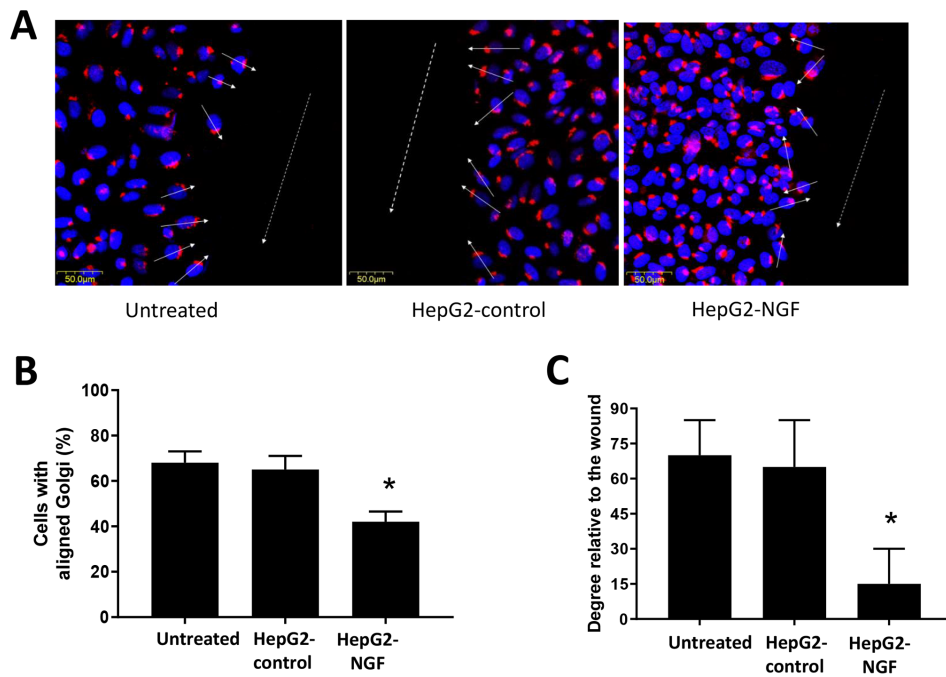 A
50.0µm
50.0µm
50.0µm
Untreated
HepG2-control
HepG2-NGF
B
Cells with
aligned Golgi (%)
100
80
60
40
20
0
*
Untreated
HepG2-
control
HepG2-
NGF
C
Degree relative to the wound
90
75
60
45
30
15
0
*
Untreated
HepG2-
control
HepG2-
NGF